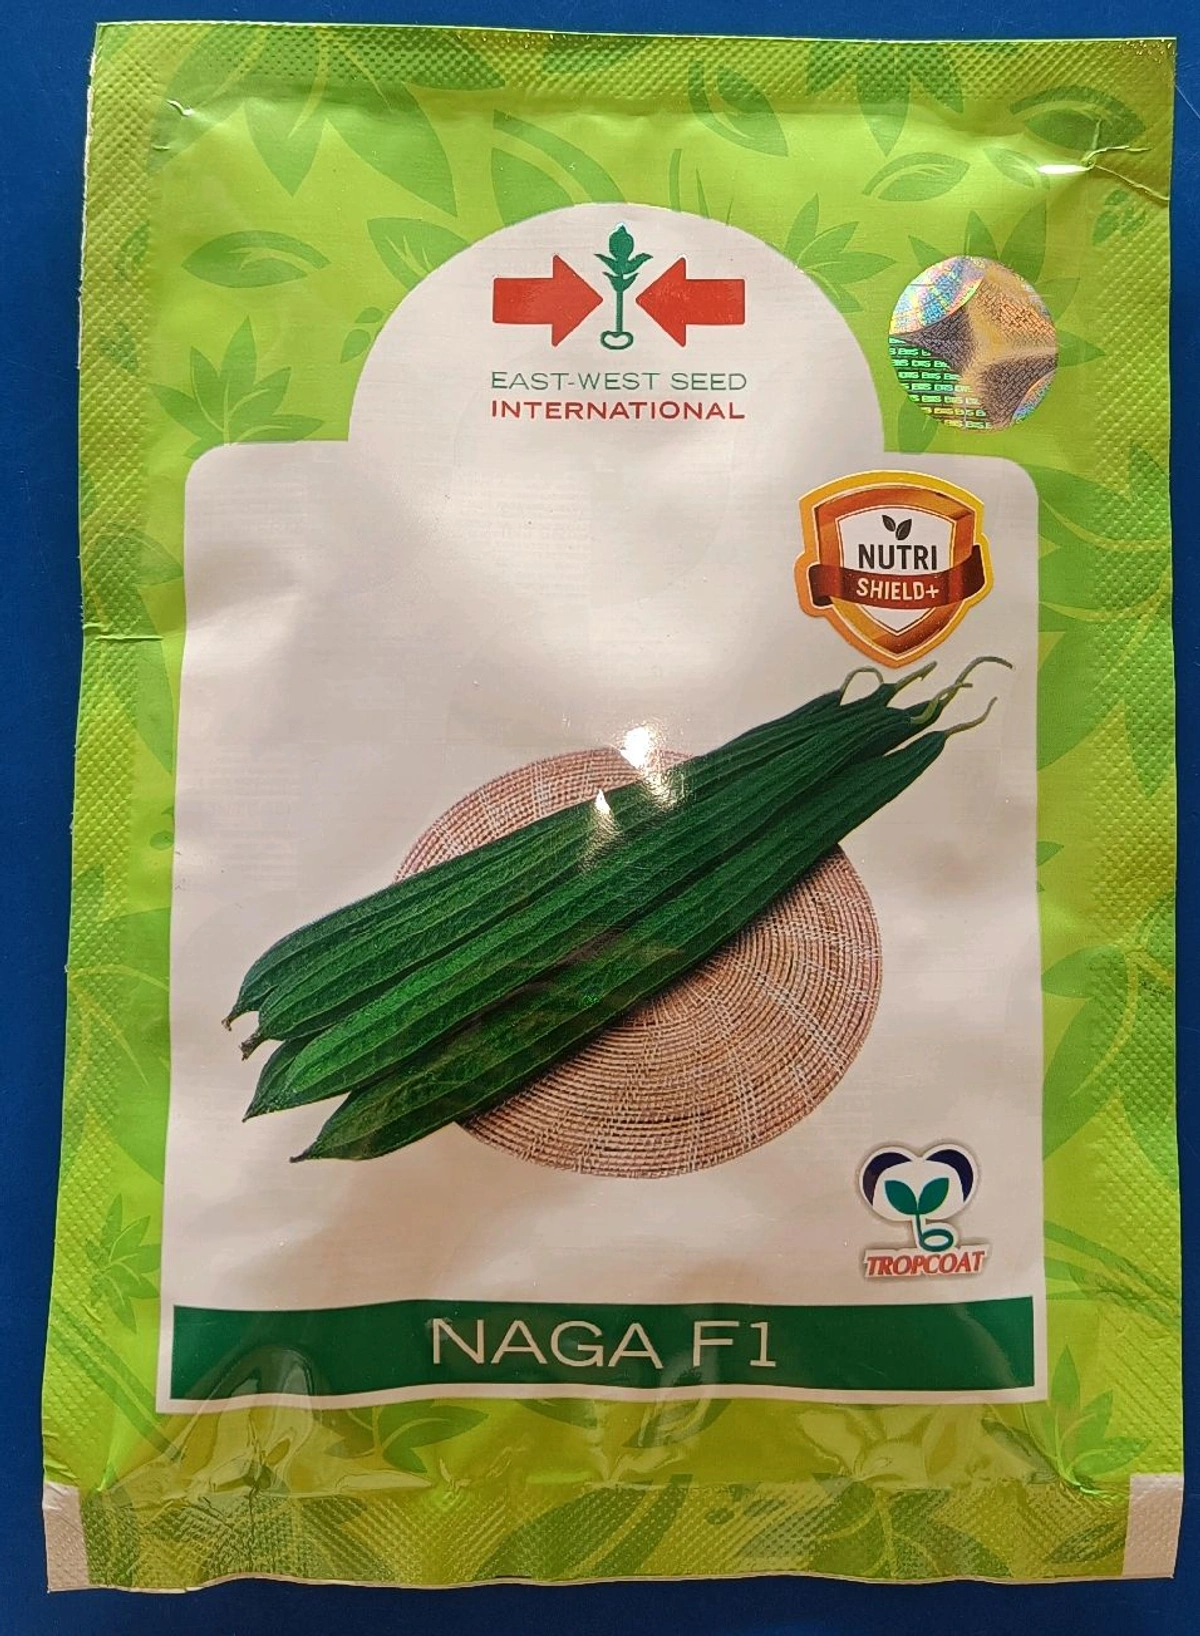 EAST-WEST SEED
INTERNATIONAL
NUTRI
SHIELD+
TROPCOAT
NAGA F1